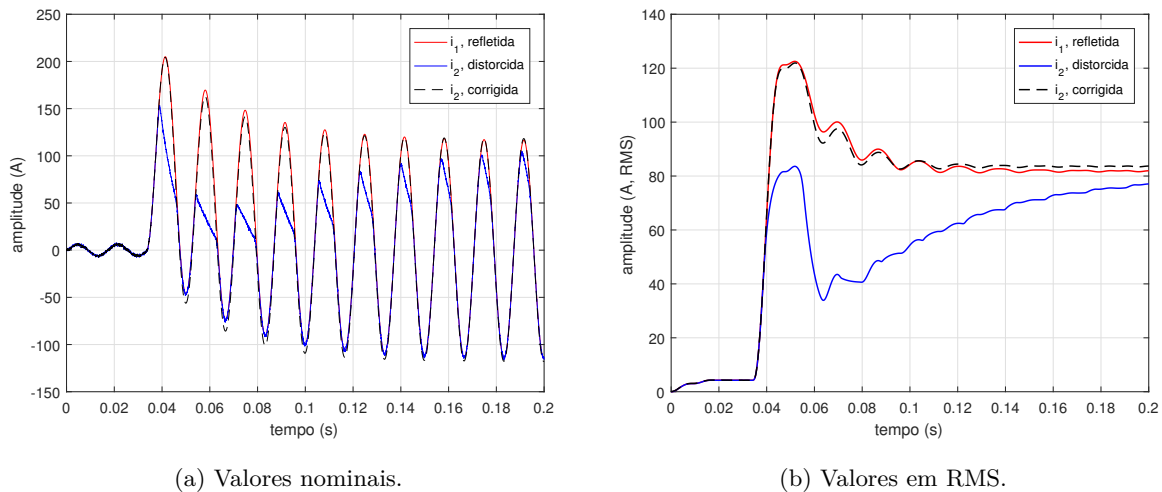 250
200
150
100
50
0
-50
-100
-150
0 0.02 0.04 0.06 0.08 0.1 0.12 0.14 0.16 0.18 0.2
tempo (s)
amplitude (A)
i1, refletida
i2, distorcida
i2, corrigida
(a) Valores nominais.
140
120
100
80
60
40
20
0
0 0.02 0.04 0.06 0.08 0.1 0.12 0.14 0.16 0.18 0.2
tempo (s)
amplitude (A, RMS)
i1, refletida
i2, distorcida
i2, corrigida
(b) Valores em RMS.